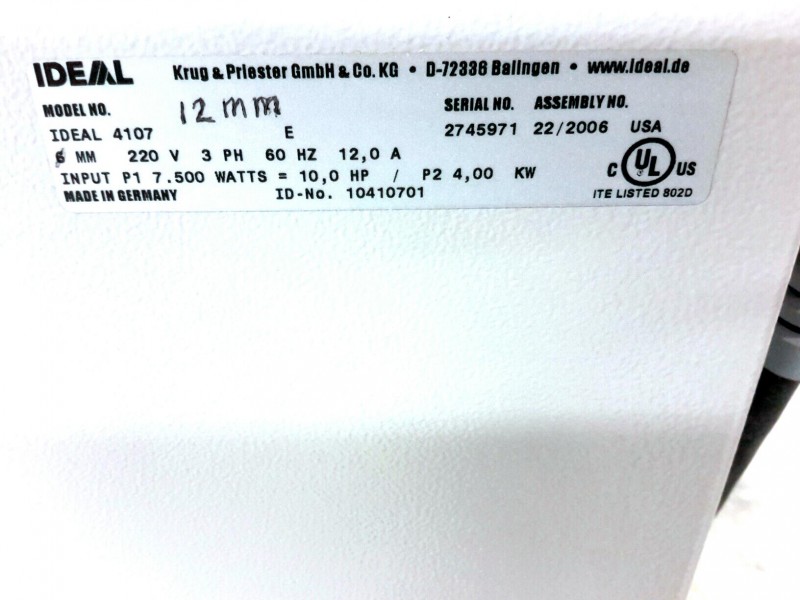 IDEAL Krug & Priester GmbH & Co. KG • D-72336 Balingen • www.ideal.de
MODEL NO. 12 mm SERIAL NO. ASSEMBLY NO.
IDEAL 4107 E 2745971 22/2006 USA
MM 220 V 3 PH 60 HZ 12,0 A
INPUT P1 7.500 WATTS = 10,0 HP / P2 4,00 KW
MADE IN GERMANY ID-No. 10410701
C UL US
ITE LISTED 802D